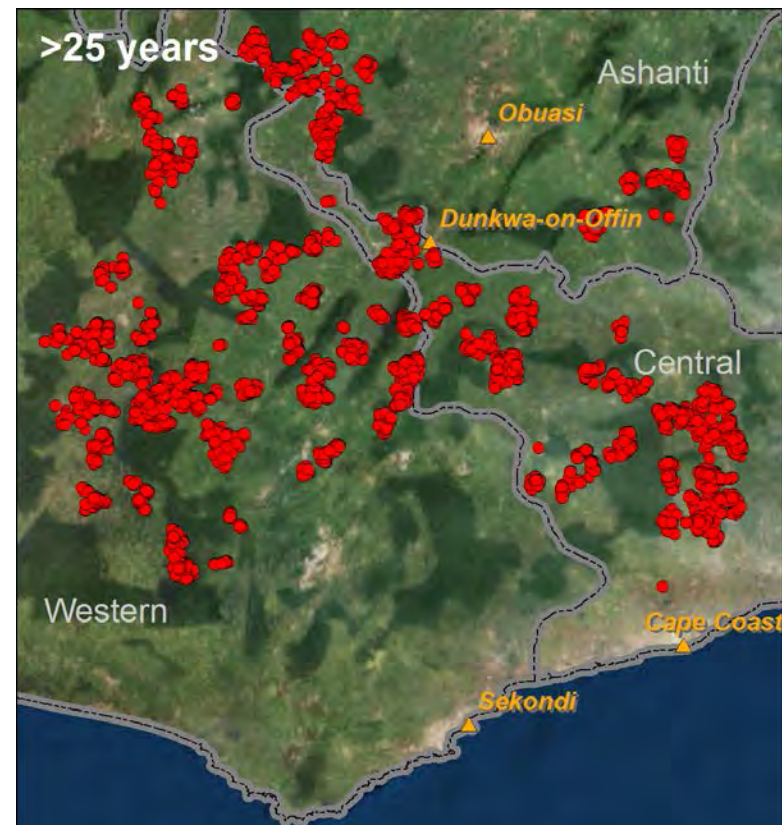 >25 years
Ashanti
Obuasi
Dunkwa-on-Offin
Central
Western
Cape Coast
Sekondi